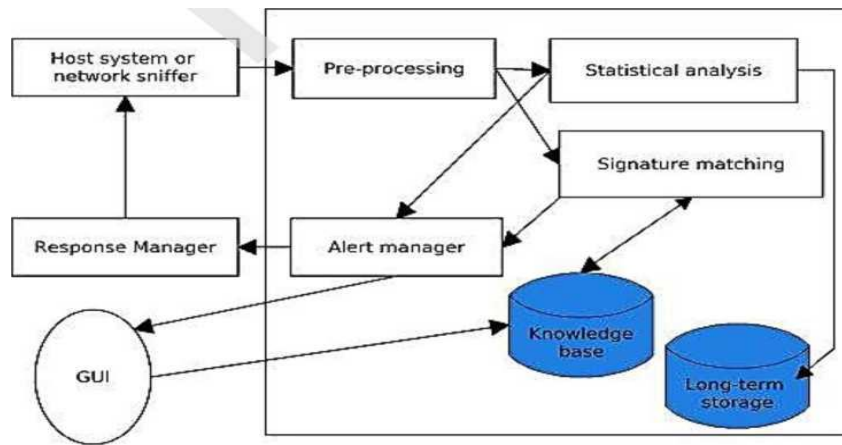 Host system or
network sniffer
Pre-processing
Statistical analysis
Signature matching
Response Manager
Alert manager
Knowledge
base
GUI
Long-term
storage